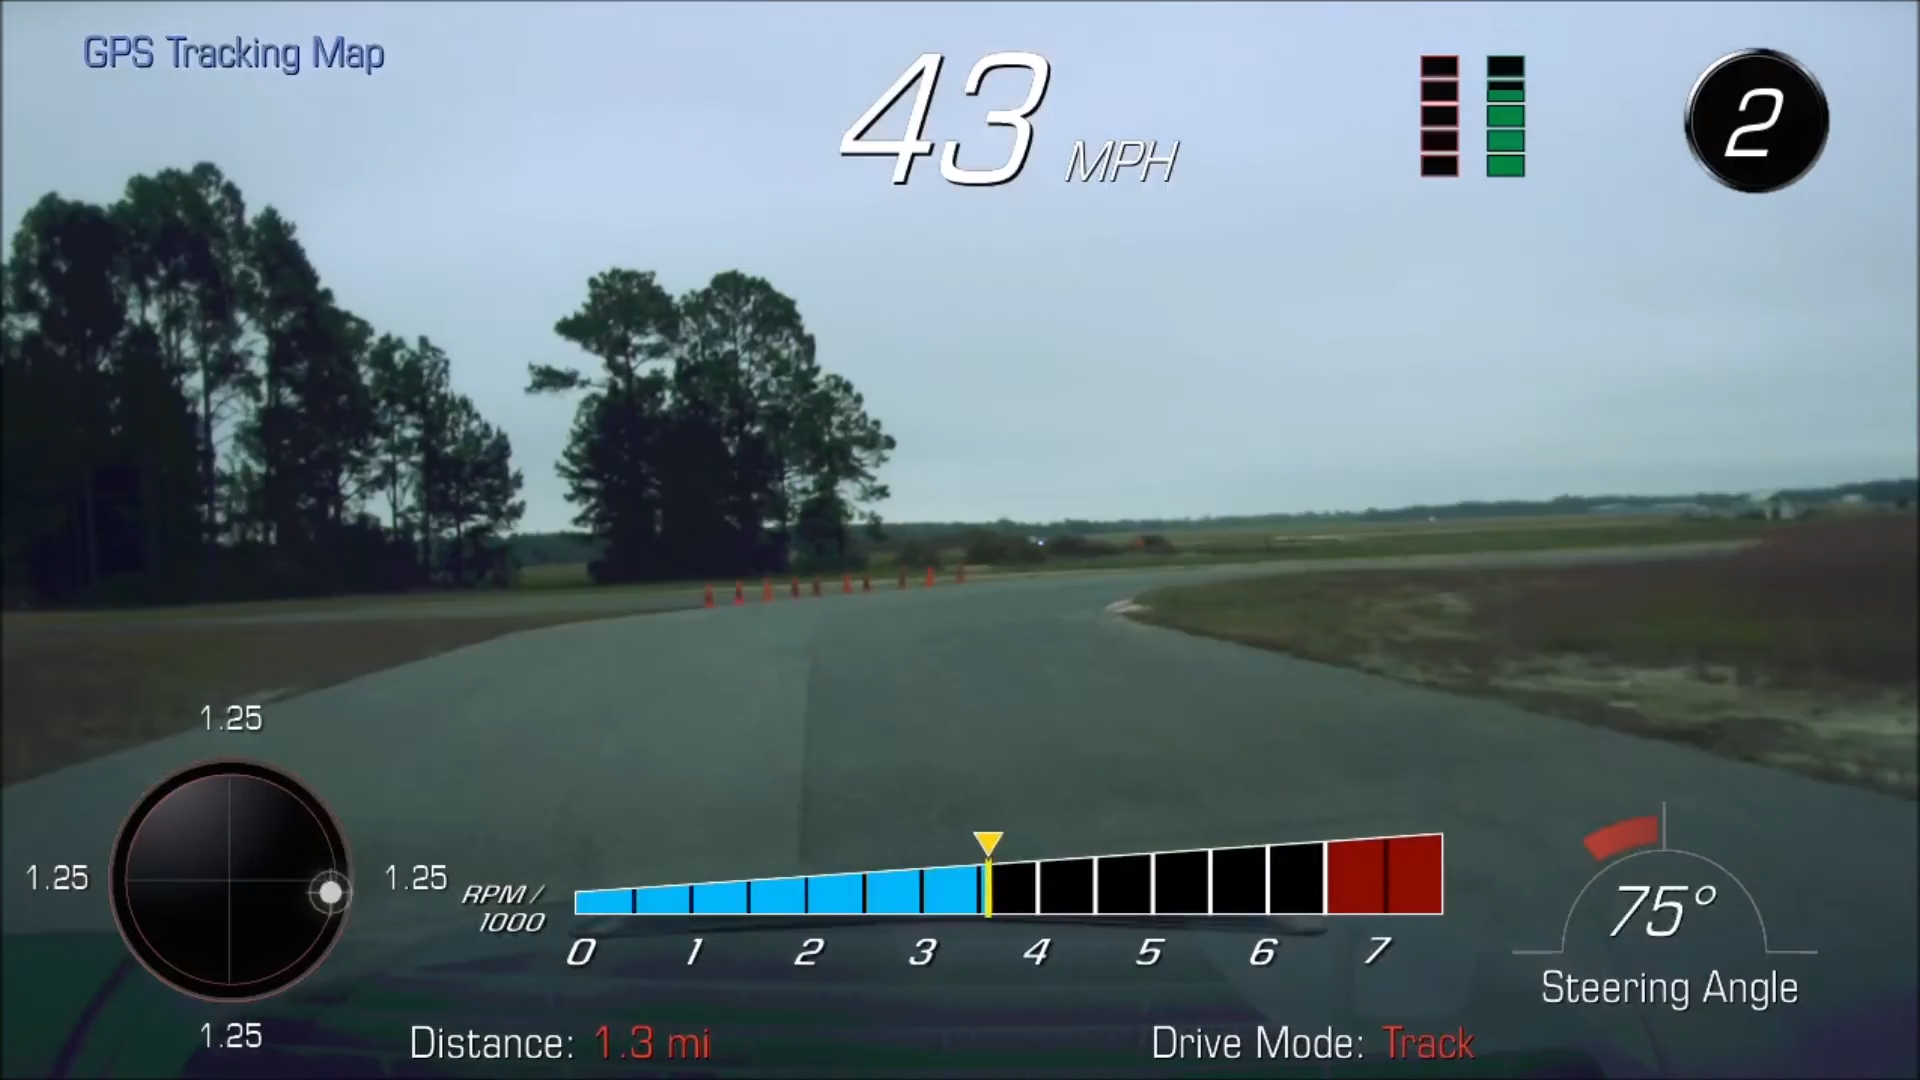 GPS Tracking Map
43 MPH
2
1.25
1.25
1.25
1.25
RPM/
1000
0 1 2 3 4 5 6 7
75°
Steering Angle
Distance: 1.3 mi
Drive Mode: Track